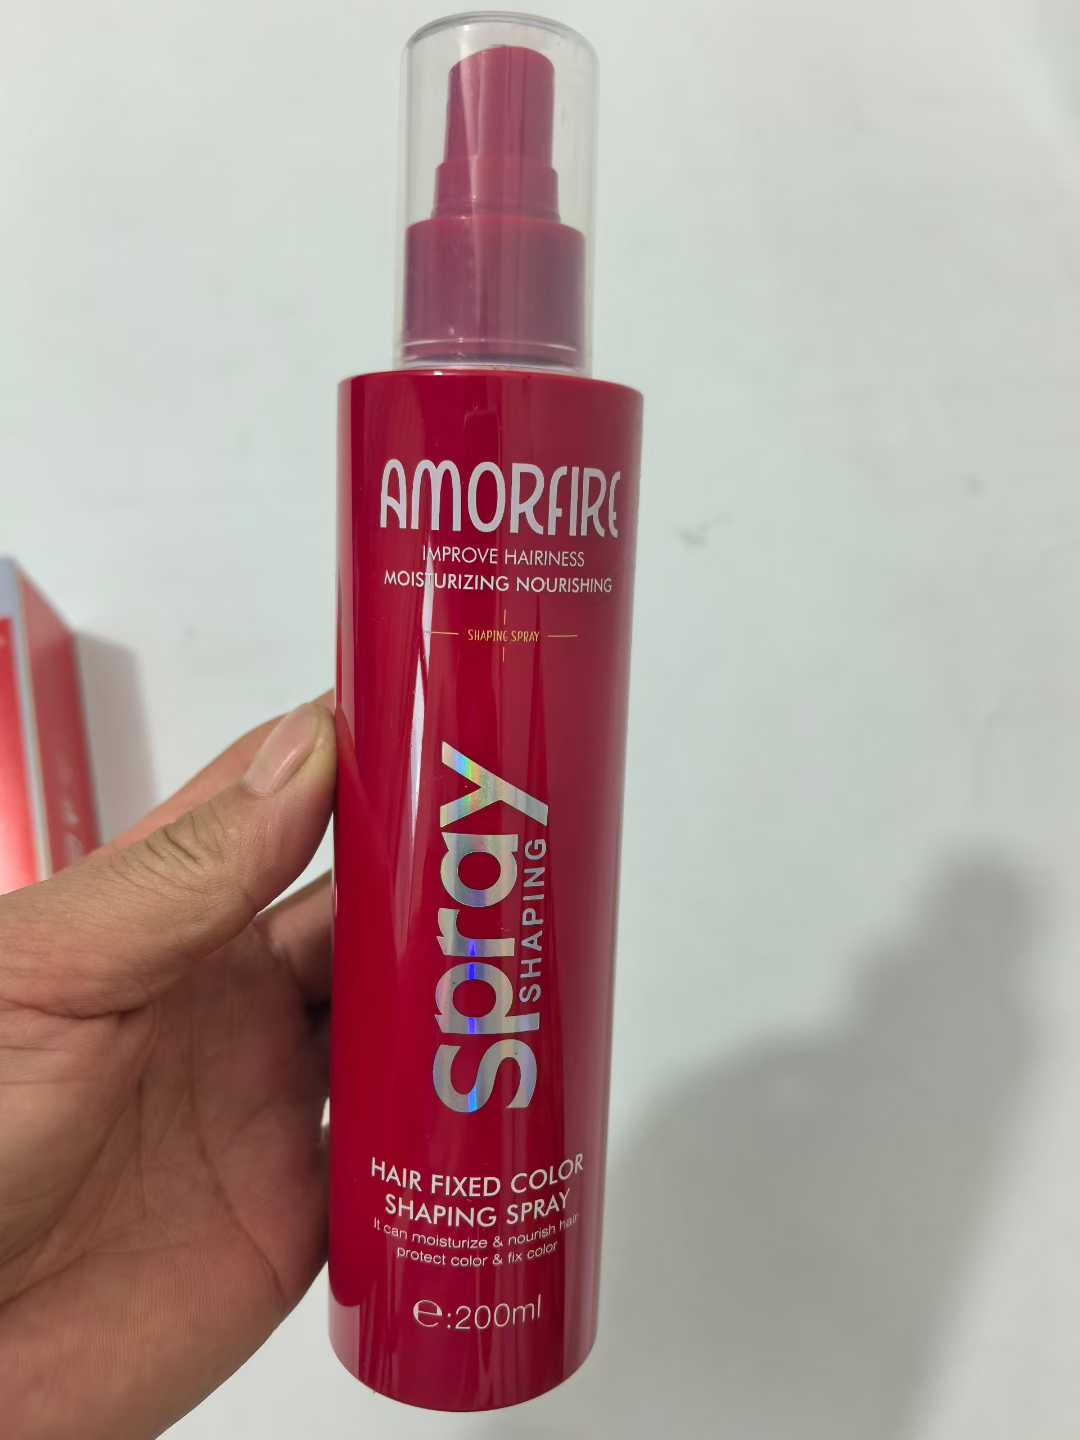 AMORFIRE
IMPROVE HAIRINESS
MOISTURIZING NOURISHING
SHAPING SPRAY
Spray
SHAPING
HAIR FIXED COLOR
SHAPING SPRAY
It can moisturize & nourish hair
protect color & fix color
e:200ml